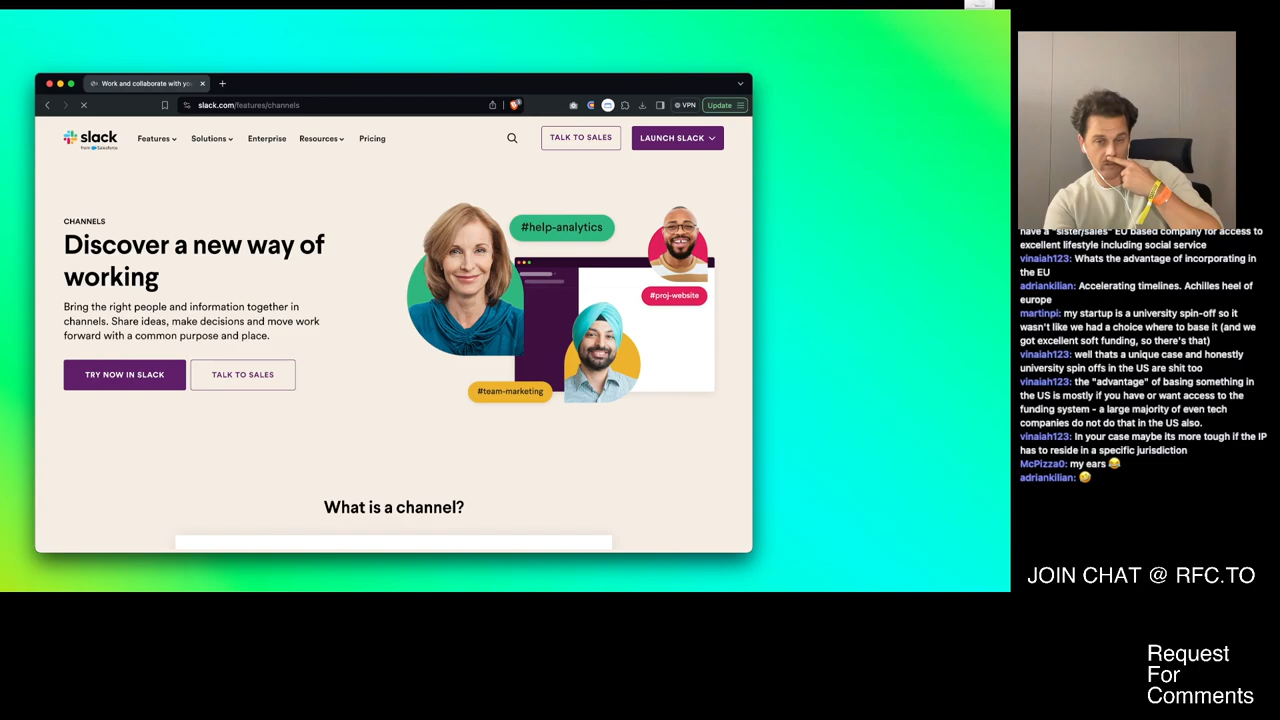 Work and collaborate with yo
slack.com/features/channels
VPN
Update
slack
from Salesforce
Features
Solutions
Enterprise
Resources
Pricing
TALK TO SALES
LAUNCH SLACK
CHANNELS
Discover a new way of
working
Bring the right people and information together in
channels. Share ideas, make decisions and move work
forward with a common purpose and place.
TRY NOW IN SLACK
TALK TO SALES
#help-analytics
#proj-website
#team-marketing
What is a channel?
have a "sister/sales" EU based company for access to
excellent lifestyle including social service
vinaiah123: Whats the advantage of incorporating in
the EU
adriankilian: Accelerating timelines. Achilles heel of
europe
martinpi: my startup is a university spin-off so it
wasn't like we had a choice where to base it (and we
got excellent soft funding, so there's that)
vinaiah123: well thats a unique case and honestly
university spin offs in the US are shit too
vinaiah123: the "advantage" of basing something in
the US is mostly if you have or want access to the
funding system - a large majority of even tech
companies do not do that in the US also.
vinaiah123: In your case maybe its more tough if the IP
has to reside in a specific jurisdiction
McPizza0: my ears 😂
adriankilian: 🤣
JOIN CHAT @ RFC.TO
Request
For
Comments